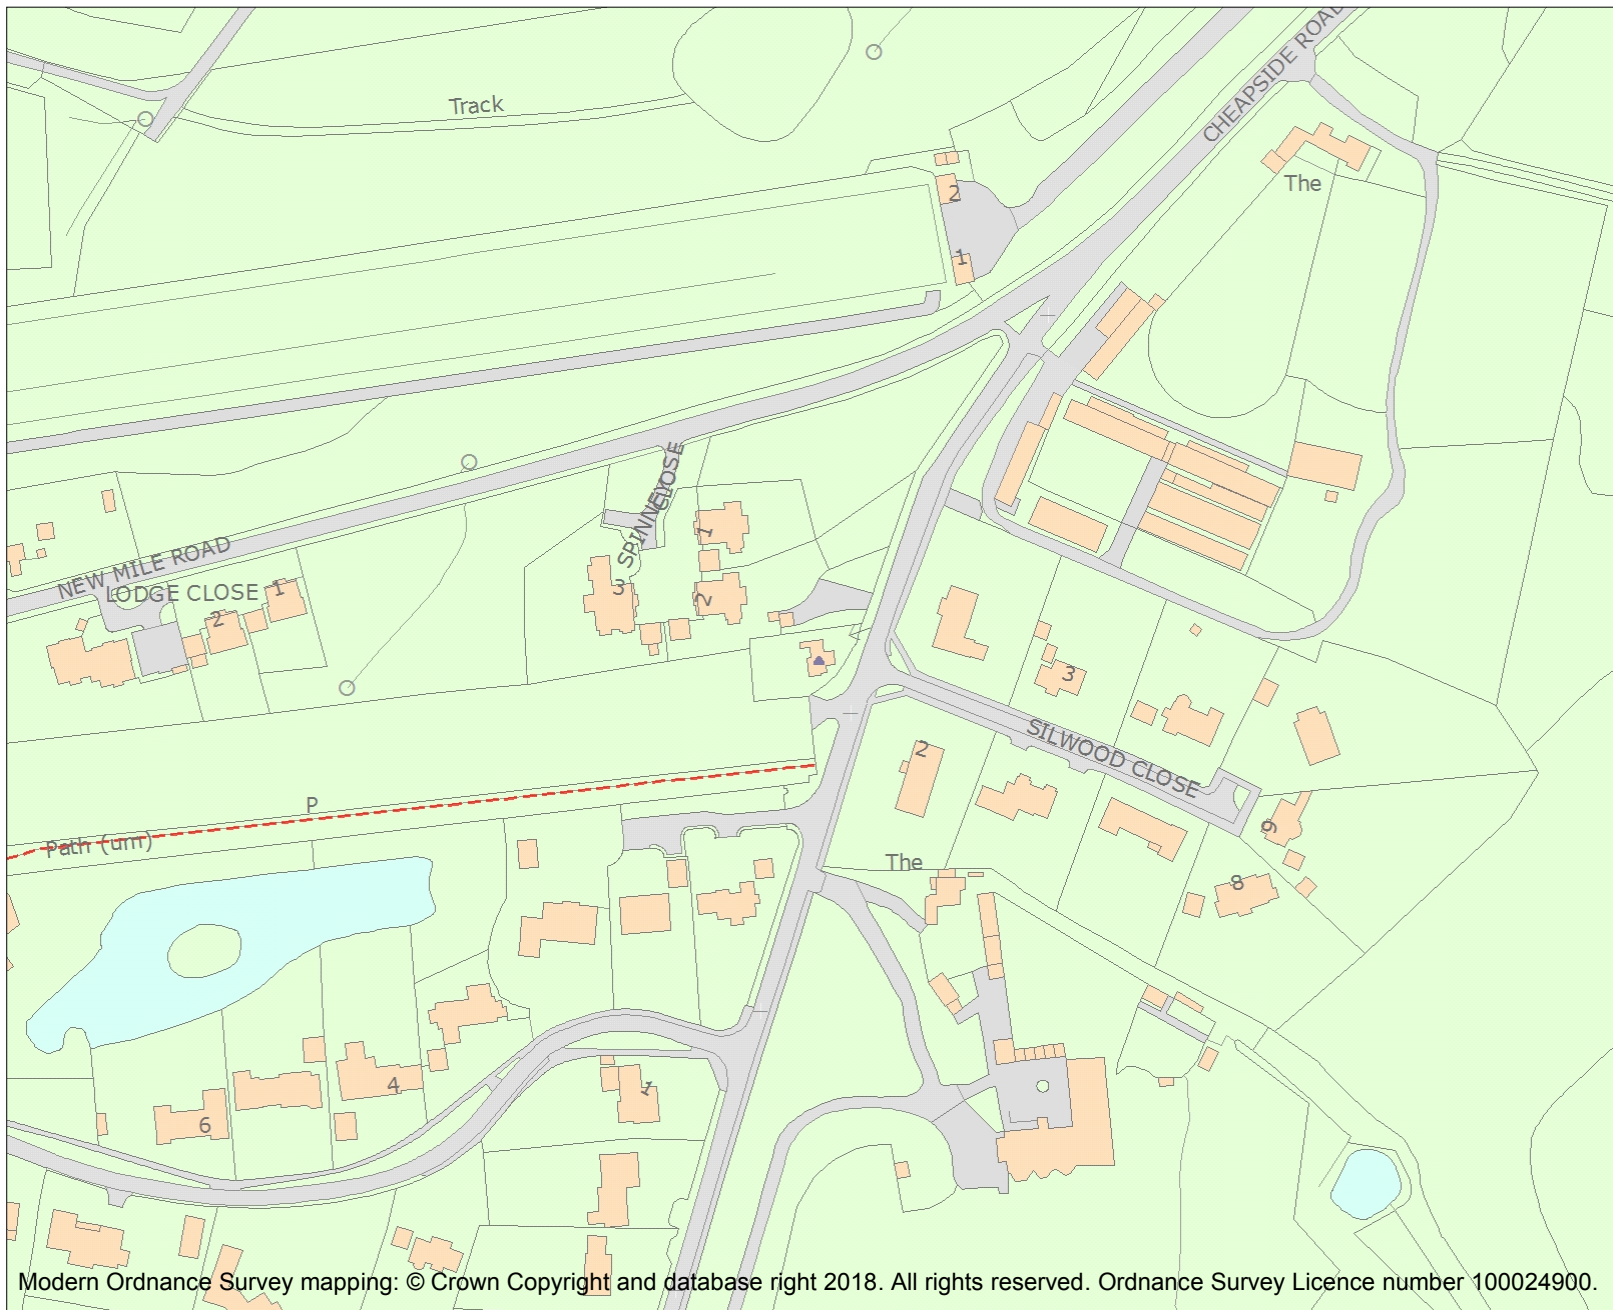 CHEAPSIDE ROAD
Track
The
2
1
SPINNEY
CLOSE
1
NEW MILE ROAD
LODGE CLOSE
1
2
3
2
3
SILWOOD CLOSE
2
P
Path (um)
9
The
8
4
1
6
Modern Ordnance Survey mapping: © Crown Copyright and database right 2018. All rights reserved. Ordnance Survey Licence number 100024900.